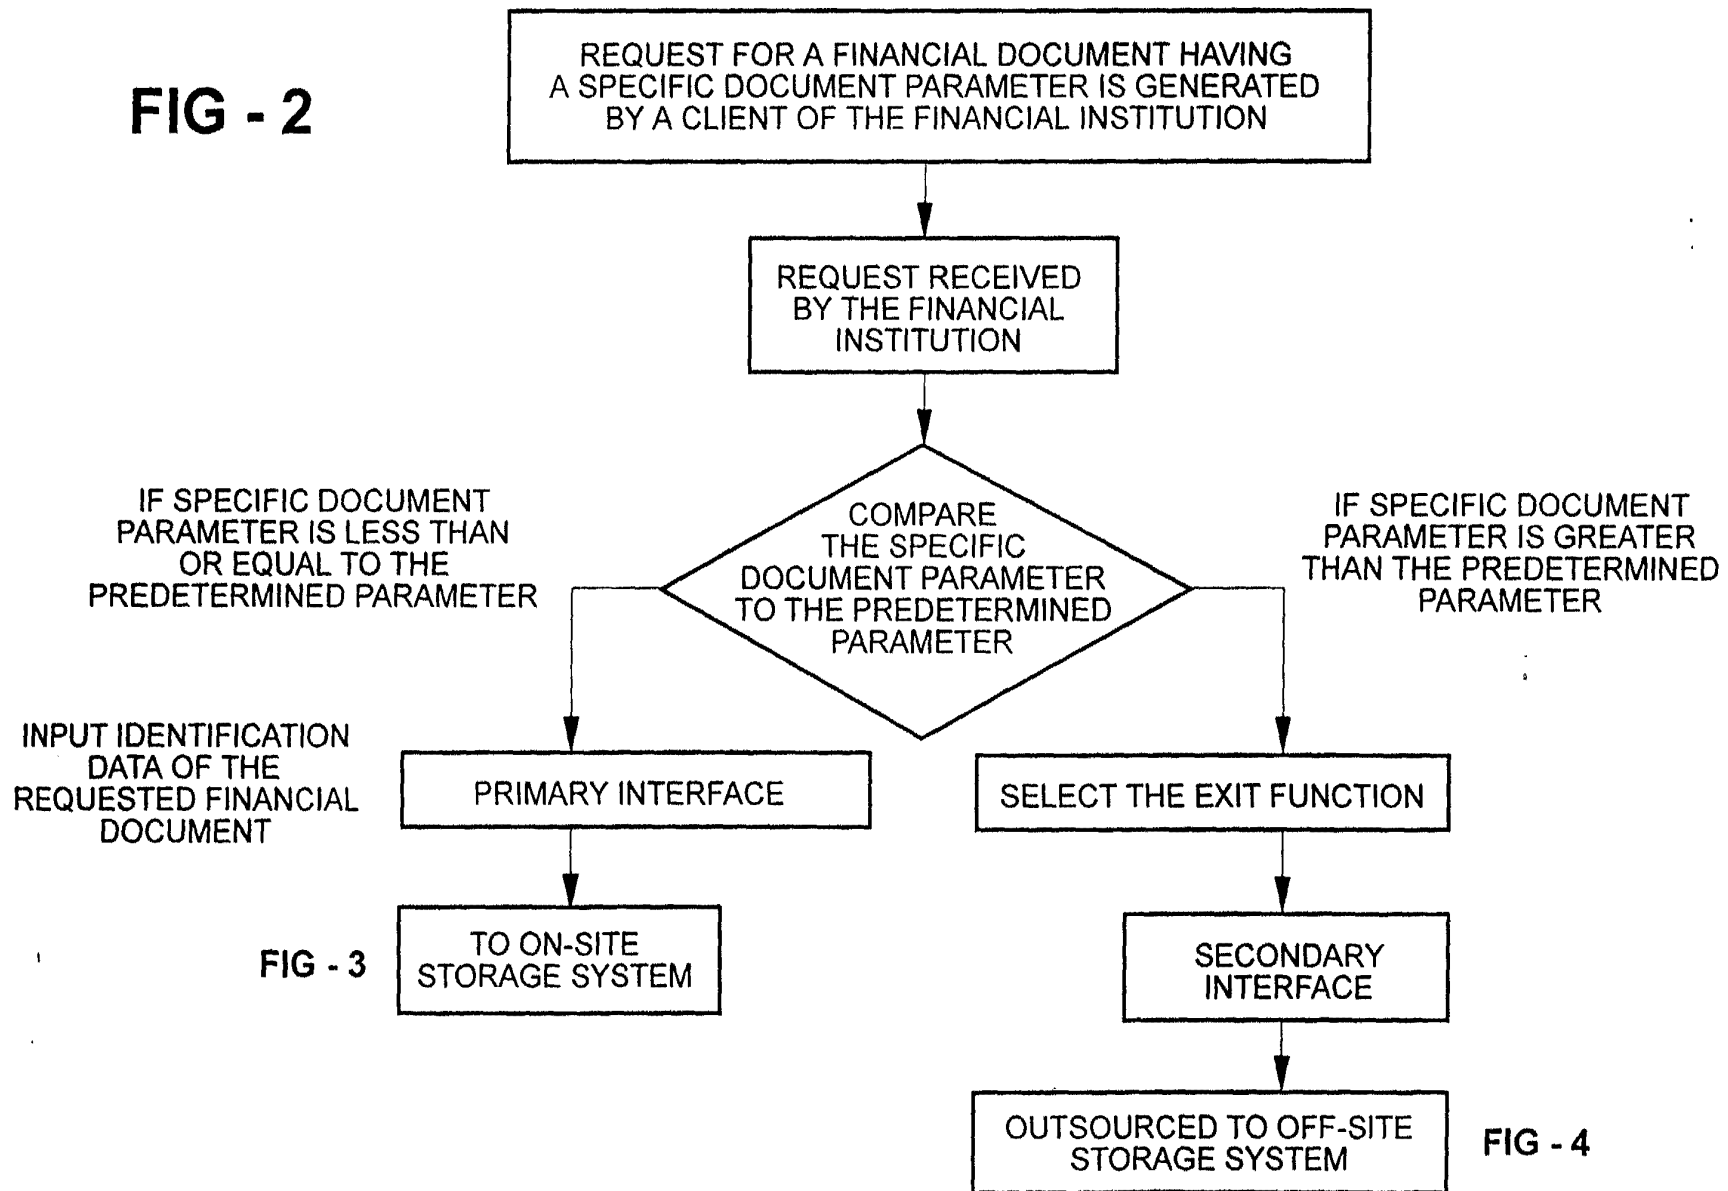 FIG - 2
REQUEST FOR A FINANCIAL DOCUMENT HAVING
A SPECIFIC DOCUMENT PARAMETER IS GENERATED
BY A CLIENT OF THE FINANCIAL INSTITUTION
REQUEST RECEIVED
BY THE FINANCIAL
INSTITUTION
IF SPECIFIC DOCUMENT
PARAMETER IS LESS THAN
OR EQUAL TO THE
PREDETERMINED PARAMETER
COMPARE
THE SPECIFIC
DOCUMENT PARAMETER
TO THE PREDETERMINED
PARAMETER
IF SPECIFIC DOCUMENT
PARAMETER IS GREATER
THAN THE PREDETERMINED
PARAMETER
INPUT IDENTIFICATION
DATA OF THE
REQUESTED FINANCIAL
DOCUMENT
PRIMARY INTERFACE
SELECT THE EXIT FUNCTION
FIG - 3
TO ON-SITE
STORAGE SYSTEM
SECONDARY
INTERFACE
OUTSOURCED TO OFF-SITE
STORAGE SYSTEM
FIG - 4